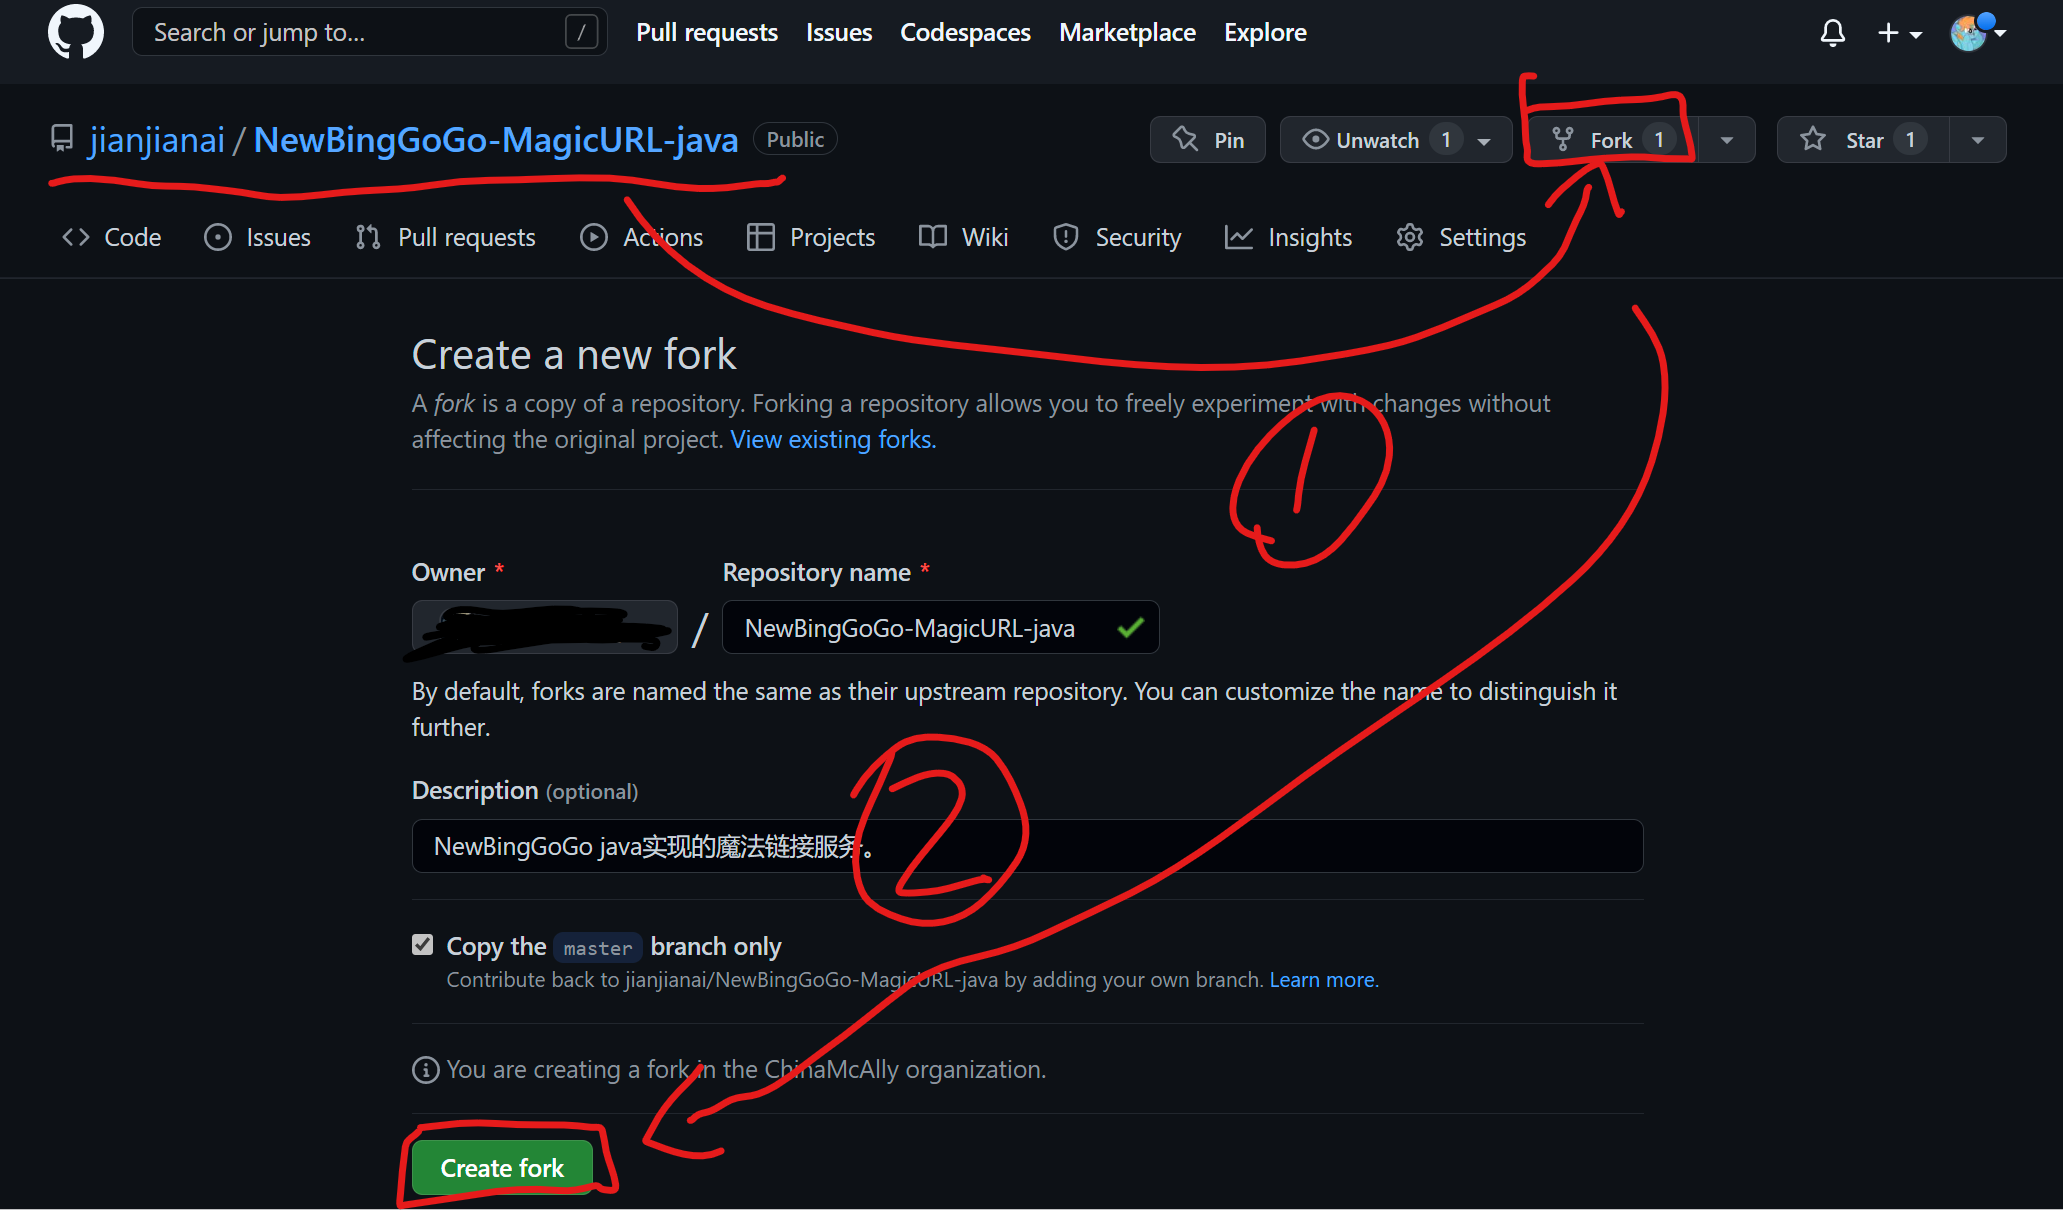 Search or jump to... /
Pull requests Issues Codespaces Marketplace Explore
jianjianai / NewBingGoGo-MagicURL-java Public
Pin Unwatch 1 Fork 1 Star 1
Code Issues Pull requests Actions Projects Wiki Security Insights Settings
Create a new fork
A fork is a copy of a repository. Forking a repository allows you to freely experiment with changes without
affecting the original project. View existing forks.
1
Owner * Repository name *
/ NewBingGoGo-MagicURL-java
By default, forks are named the same as their upstream repository. You can customize the name to distinguish it
further.
Description (optional)
NewBingGoGo java实现的魔法链接服务。
2
Copy the master branch only
Contribute back to jianjianai/NewBingGoGo-MagicURL-java by adding your own branch. Learn more.
You are creating a fork in the ChinaMcAlly organization.
Create fork